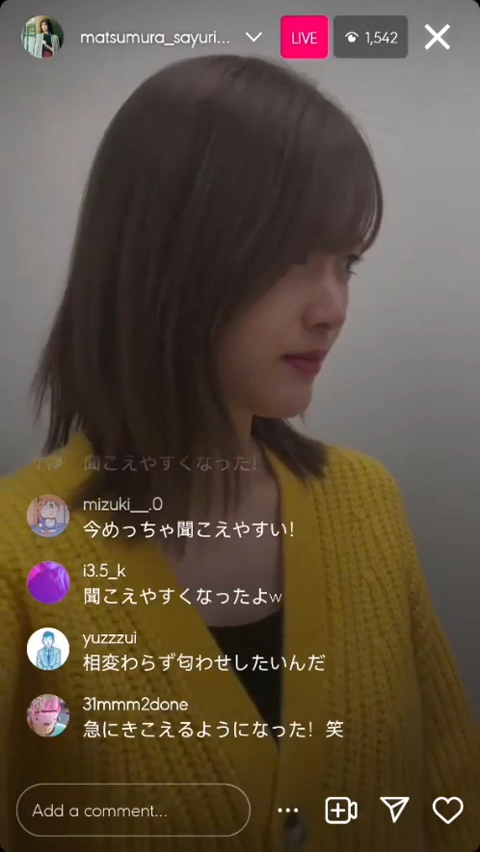 matsumura_sayuri...
LIVE
1,542
聞こえやすくなった!
mizuki__.0
今めっちゃ聞こえやすい!
i3.5_k
聞こえやすくなったよw
yuzzzui
相変わらず匂わせしたいんだ
31mmm2done
急にきこえるようになった! 笑
Add a comment...